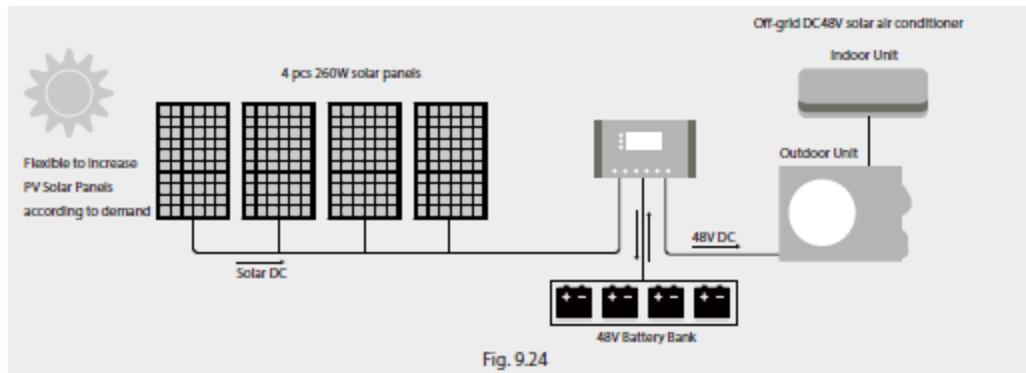 Off-grid DC48V solar air conditioner
Indoor Unit
4 pcs 260W solar panels
Outdoor Unit
Flexible to increase
PV Solar Panels
according to demand
48V DC
Solar DC
48V Battery Bank
Fig. 9.24